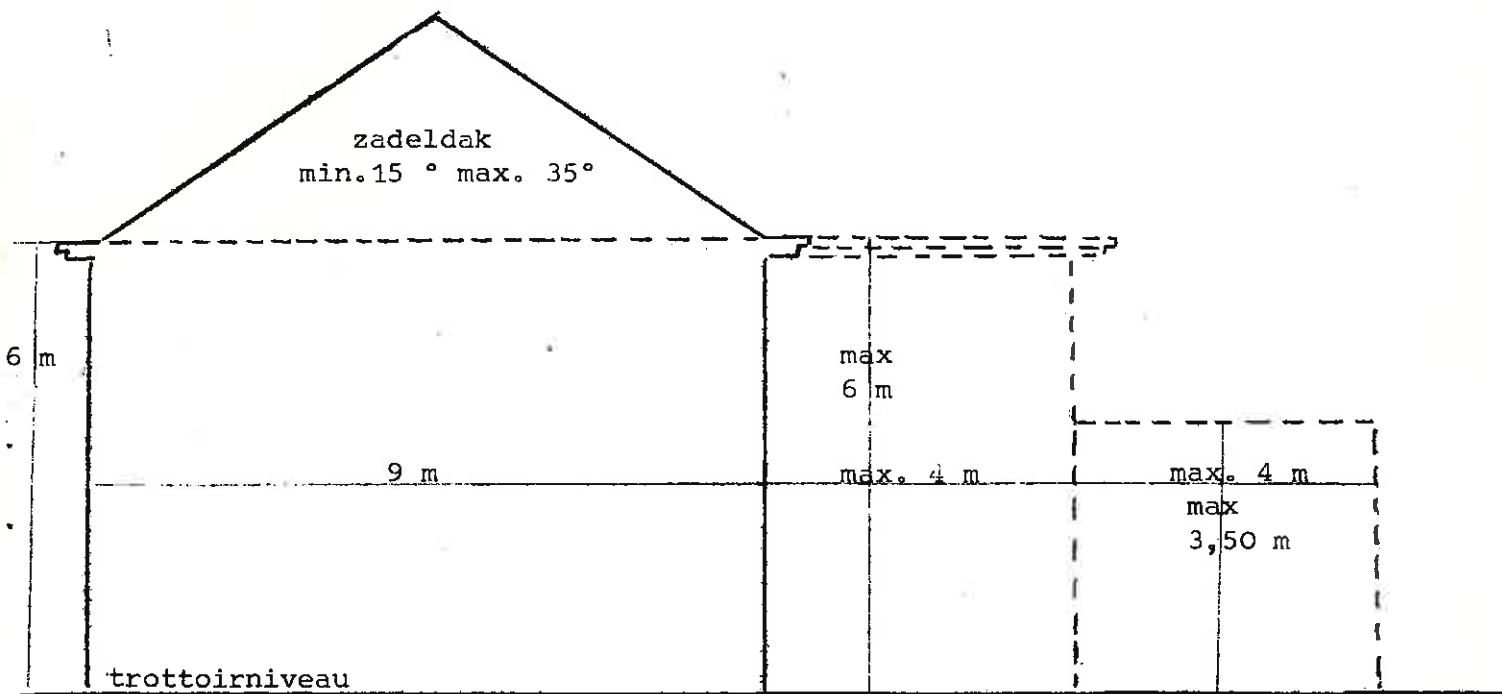 zadeldak
min.15 ° max. 35°
6 m
max
6 m
9 m
max. 4 m
max. 4 m
max
3,50 m
trottoirniveau